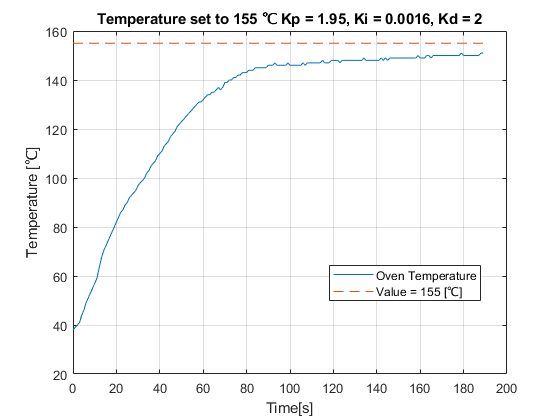 Temperature set to 155 ℃ Kp = 1.95, Ki = 0.0016, Kd = 2
160
140
120
100
80
60
40
20
Temperature [℃]
Oven Temperature
Value = 155 [℃]
0 20 40 60 80 100 120 140 160 180 200
Time[s]